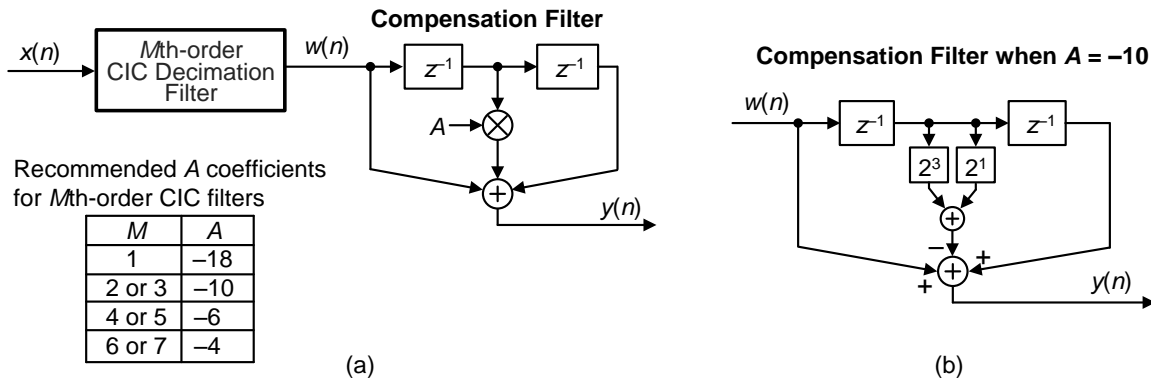 Compensation Filter
x(n)
Mth-order
CIC Decimation
Filter
w(n)
z–1
z–1
A
+
y(n)
Recommended A coefficients
for Mth-order CIC filters
M A
1 –18
2 or 3 –10
4 or 5 –6
6 or 7 –4
(a)
Compensation Filter when A = –10
w(n)
z–1
z–1
2³ 2¹
+
–
+
+
+
y(n)
(b)